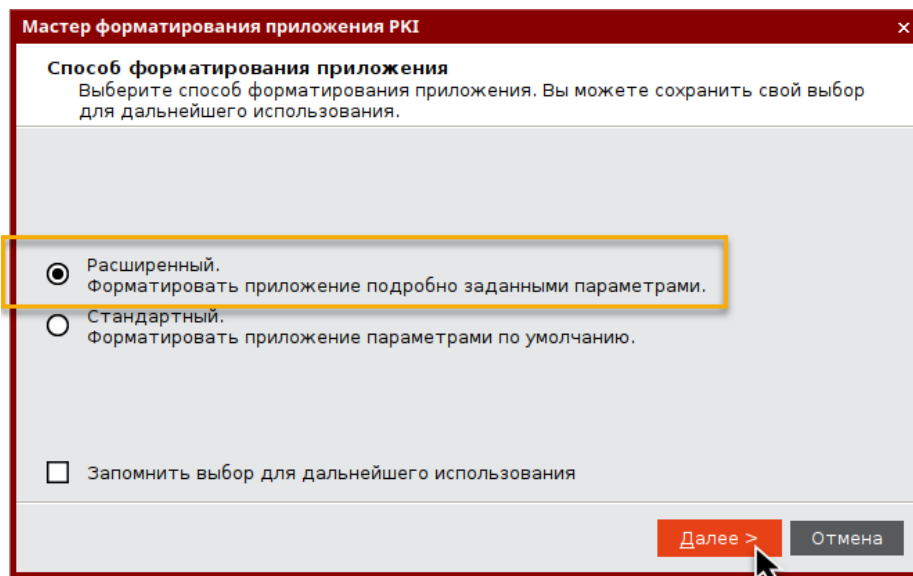 Мастер форматирования приложения PKI
Способ форматирования приложения
Выберите способ форматирования приложения. Вы можете сохранить свой выбор
для дальнейшего использования.
Расширенный.
Форматировать приложение подробно заданными параметрами.
Стандартный.
Форматировать приложение параметрами по умолчанию.
Запомнить выбор для дальнейшего использования
Далее > Отмена